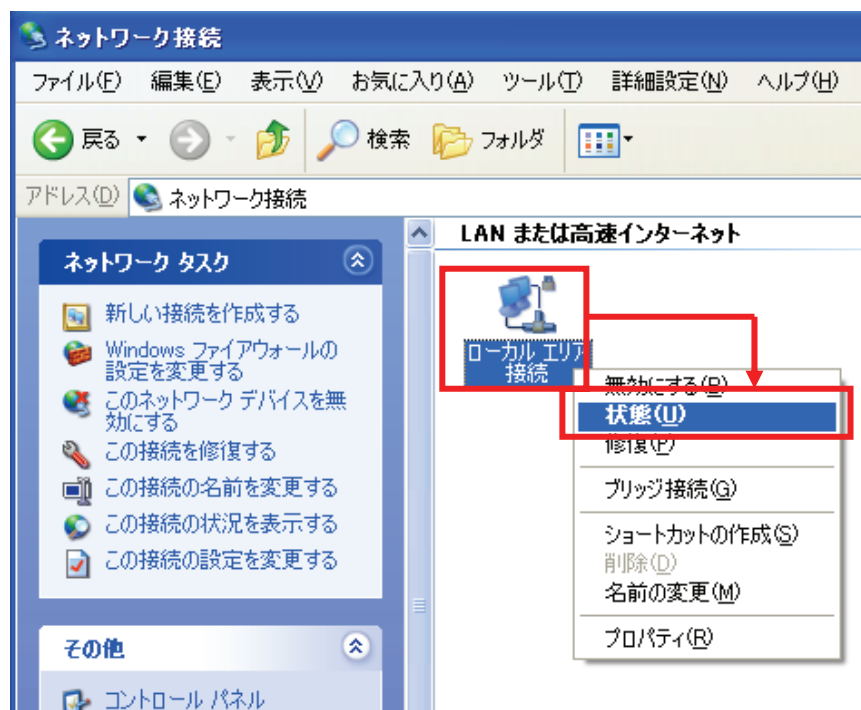 ネットワーク接続
ファイル(F) 編集(E) 表示(V) お気に入り(A) ツール(T) 詳細設定(N) ヘルプ(H)
戻る 検索 フォルダ
アドレス(D) ネットワーク接続
ネットワーク タスク
新しい接続を作成する
Windows ファイアウォールの
設定を変更する
このネットワーク デバイスを無
効にする
この接続を修復する
この接続の名前を変更する
この接続の状況を表示する
この接続の設定を変更する
その他
コントロール パネル
LAN または高速インターネット
ローカル エリア
接続
無効にする(B)
状態(U)
修復(P)
ブリッジ接続(G)
ショートカットの作成(S)
削除(D)
名前の変更(M)
プロパティ(R)